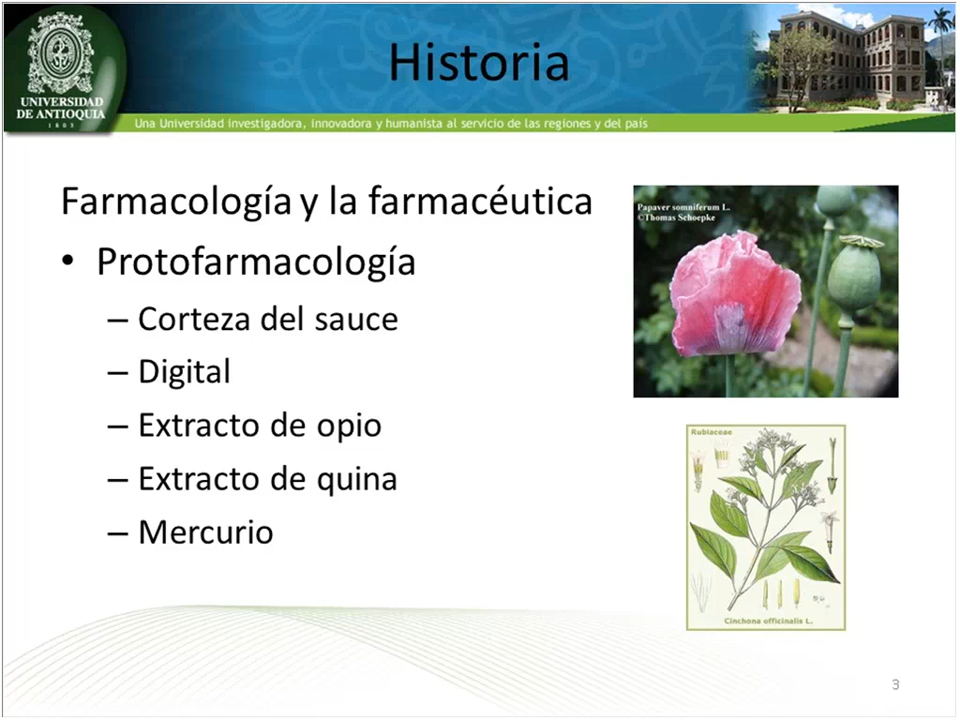 Historia
UNIVERSIDAD
DE ANTIOQUIA
1803
Una Universidad investigadora, innovadora y humanista al servicio de las regiones y del país
Farmacología y la farmacéutica
• Protofarmacología
– Corteza del sauce
– Digital
– Extracto de opio
– Extracto de quina
– Mercurio
Papaver somniferum L.
©Thomas Schoepke
Rubiaceae
Cinchona officinalis L.
3